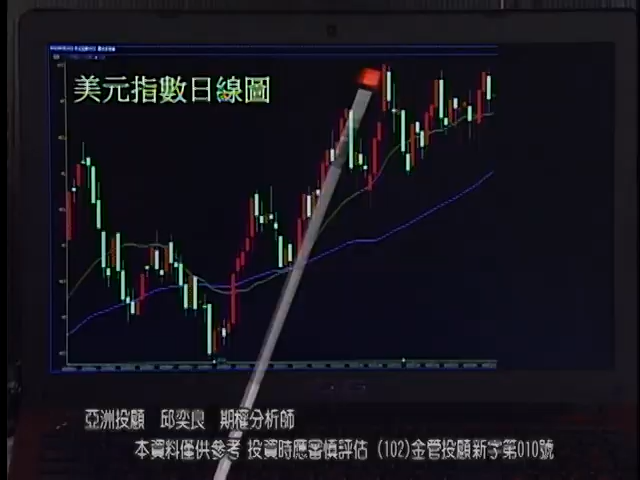 美元指數日線圖
亞洲投顧 邱奕良 期權分析師
本資料僅供參考 投資時應審慎評估 (102)金管投顧新字第010號